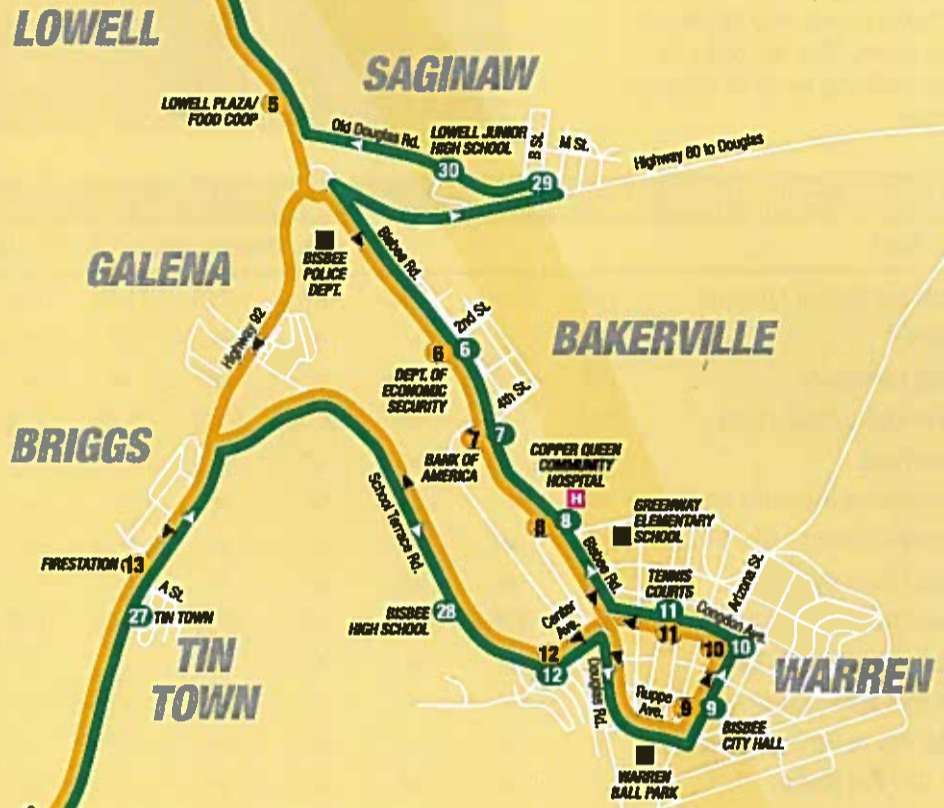 LOWELL
SAGINAW
LOWELL PLAZA/
FOOD COOP
5
Old Douglas Rd.
LOWELL JUNIOR
HIGH SCHOOL
B St.
M St.
Highway 80 to Douglas
30
29
GALENA
BISBEE
POLICE
DEPT.
Bisbee Rd.
2nd St.
BAKERVILLE
Highway 92
6
6
DEPT. OF
ECONOMIC
SECURITY
4th St.
7
7
BANK OF
AMERICA
BRIGGS
COPPER QUEEN
COMMUNITY
HOSPITAL
H
8
8
GREENWAY
ELEMENTARY
SCHOOL
School Terrace Rd.
Bisbee Rd.
FIRESTATION
13
A St.
27
TIN TOWN
TENNIS
COURTS
Arizona St.
11
Congdon Ave.
11
10
10
BISBEE
HIGH SCHOOL
28
Center
Ave.
12
12
TIN
TOWN
Douglas Rd.
Ruppe
Ave.
9
9
WARREN
BISBEE
CITY HALL
WARREN
BALL PARK